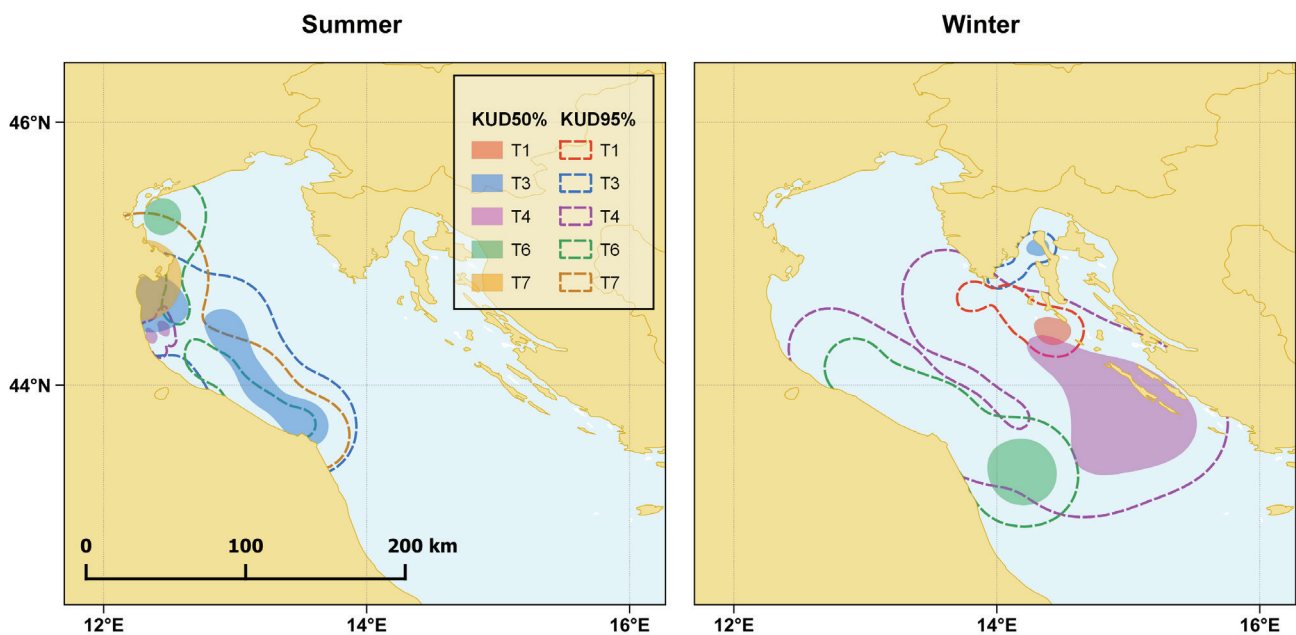 Summer
Winter
46°N
44°N
KUD50% KUD95%
T1 T1
T3 T3
T4 T4
T6 T6
T7 T7
0 100 200 km
12°E 14°E 16°E
12°E 14°E 16°E